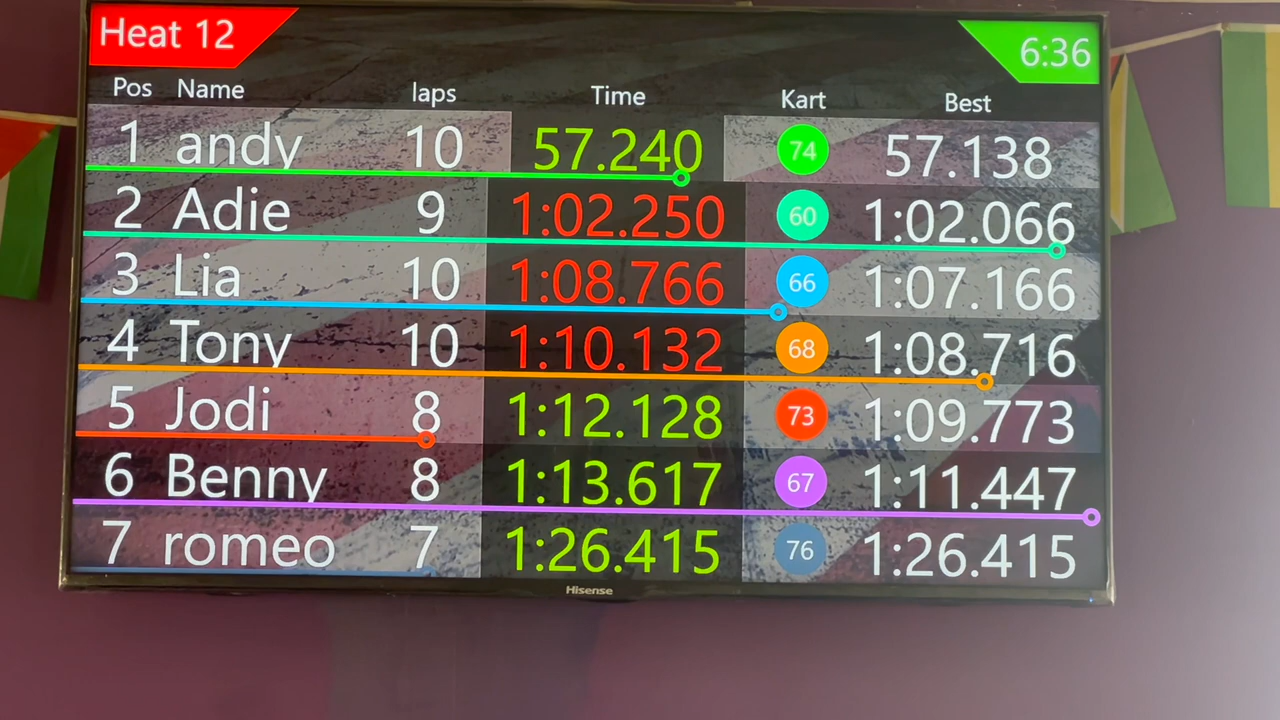 Heat 12 6:36
Pos Name laps Time Kart Best
1 andy 10 57.240 74 57.138
2 Adie 9 1:02.250 60 1:02.066
3 Lia 10 1:08.766 66 1:07.166
4 Tony 10 1:10.132 68 1:08.716
5 Jodi 8 1:12.128 73 1:09.773
6 Benny 8 1:13.617 67 1:11.447
7 romeo 7 1:26.415 76 1:26.415
Hisense